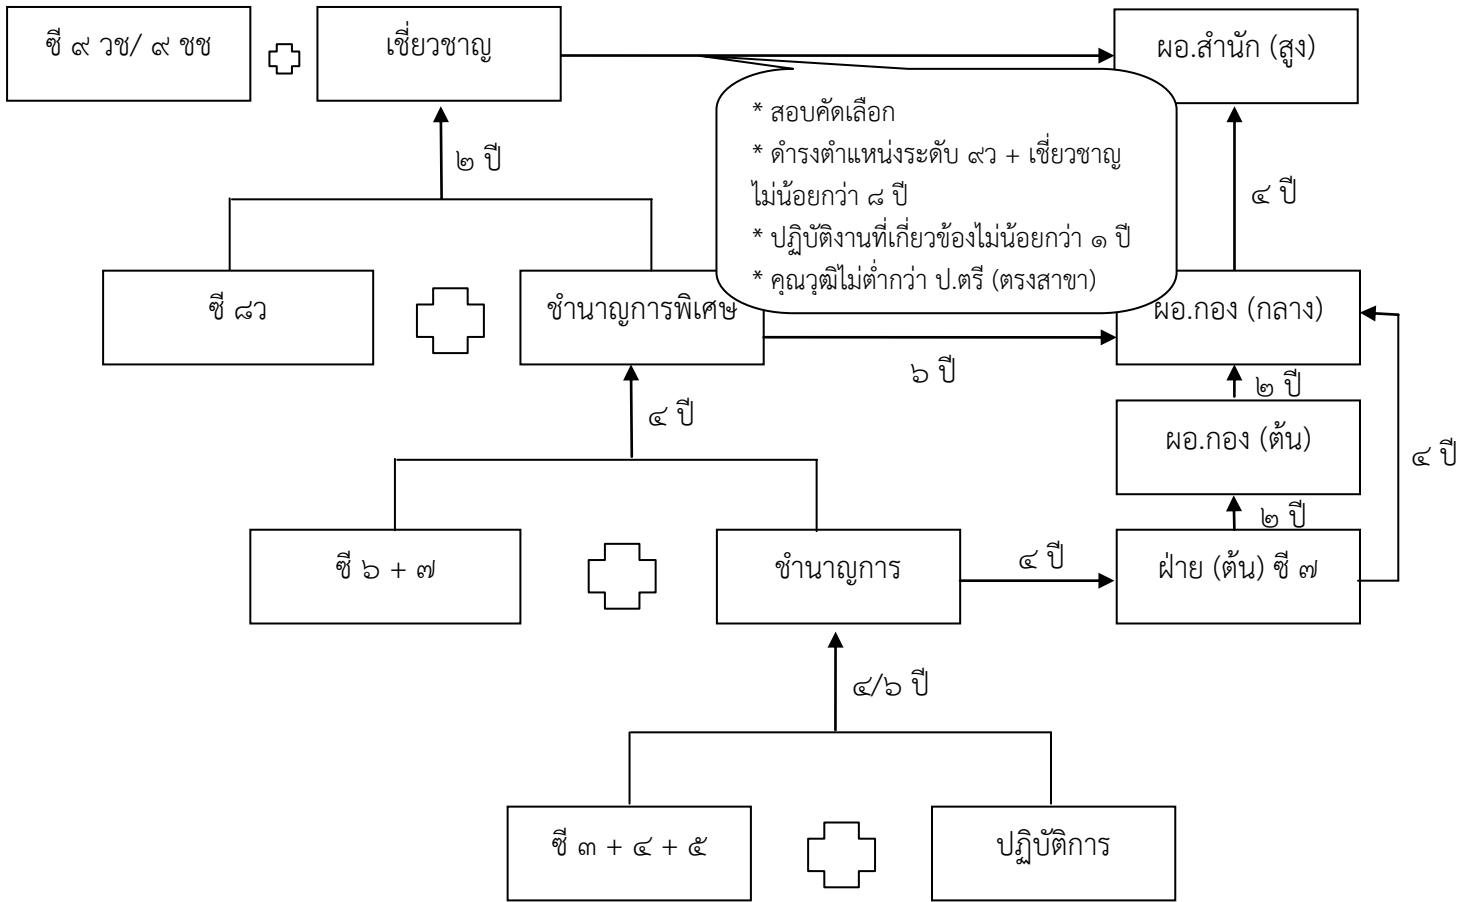 ซี ๙ วช/ ๙ ชช
เชี่ยวชาญ
ผอ.สำนัก (สูง)
* สอบคัดเลือก
* ดำรงตำแหน่งระดับ ๙ว + เชี่ยวชาญ
ไม่น้อยกว่า ๘ ปี
* ปฏิบัติงานที่เกี่ยวข้องไม่น้อยกว่า ๑ ปี
* คุณวุฒิไม่ต่ำกว่า ป.ตรี (ตรงสาขา)
๒ ปี
๔ ปี
ซี ๘ว
ชำนาญการพิเศษ
ผอ.กอง (กลาง)
๖ ปี
๒ ปี
๔ ปี
ผอ.กอง (ต้น)
๔ ปี
๒ ปี
ซี ๖ + ๗
ชำนาญการ
๔ ปี
ฝ่าย (ต้น) ซี ๗
๔/๖ ปี
ซี ๓ + ๔ + ๕
ปฏิบัติการ